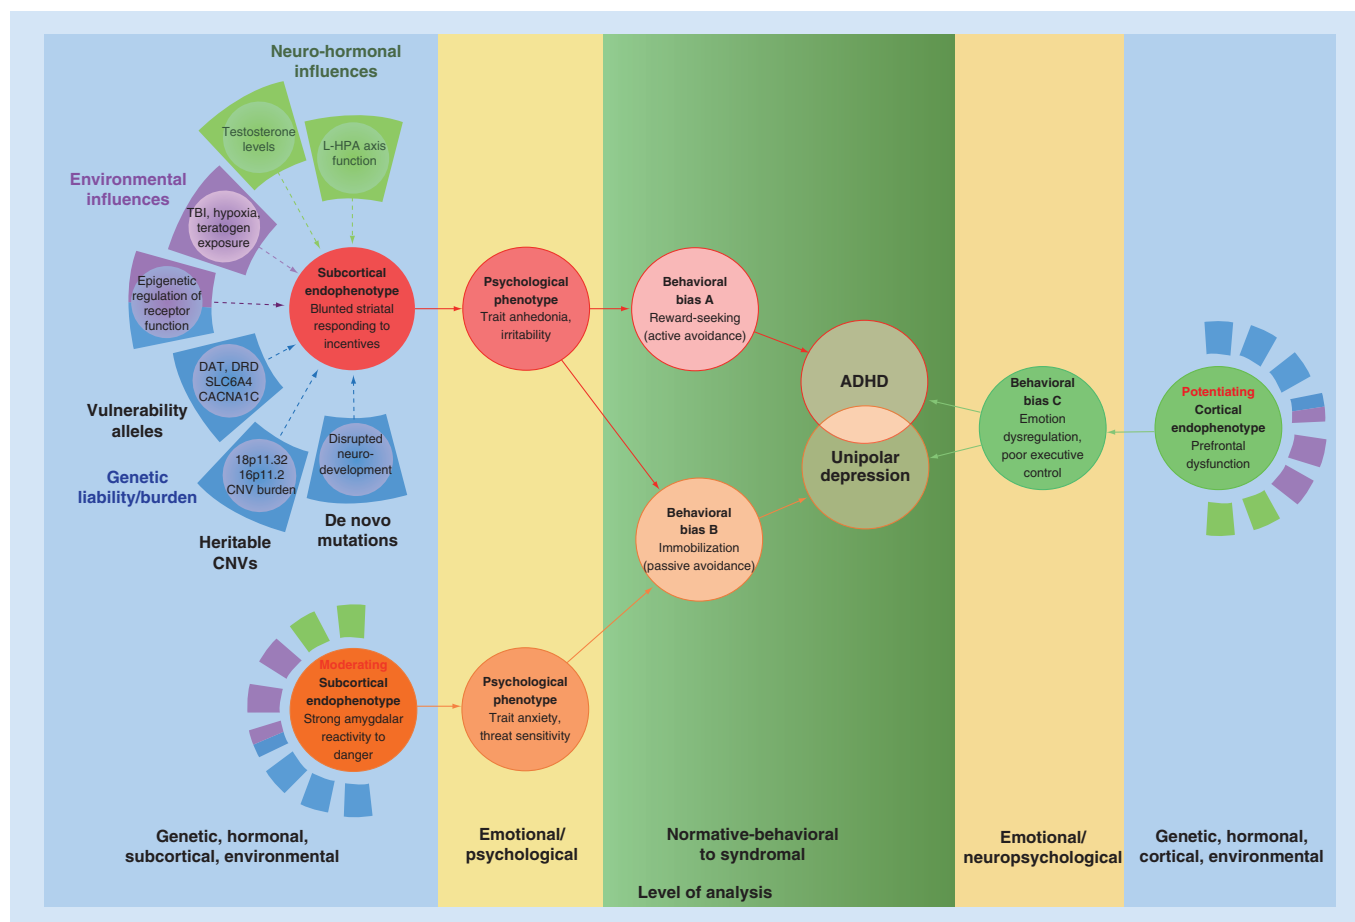 Neuro-hormonal
influences
Testosterone
levels
L-HPA axis
function
Environmental
influences
TBI, hypoxia,
teratogen
exposure
Epigenetic
regulation of
receptor
function
DAT, DRD
SLC6A4
CACNA1C
Vulnerability
alleles
Genetic
liability/burden
18p11.32
16p11.2
CNV burden
Heritable
CNVs
Disrupted
neuro-
development
De novo
mutations
Subcortical
endophenotype
Blunted striatal
responding to
incentives
Psychological
phenotype
Trait anhedonia,
irritability
Behavioral
bias A
Reward-seeking
(active avoidance)
ADHD
Unipolar
depression
Behavioral
bias B
Immobilization
(passive avoidance)
Behavioral
bias C
Emotion
dysregulation,
poor executive
control
Potentiating
Cortical
endophenotype
Prefrontal
dysfunction
Moderating
Subcortical
endophenotype
Strong amygdalar
reactivity to
danger
Psychological
phenotype
Trait anxiety,
threat sensitivity
Genetic, hormonal,
subcortical, environmental
Emotional/
psychological
Normative-behavioral
to syndromal
Emotional/
neuropsychological
Genetic, hormonal,
cortical, environmental
Level of analysis